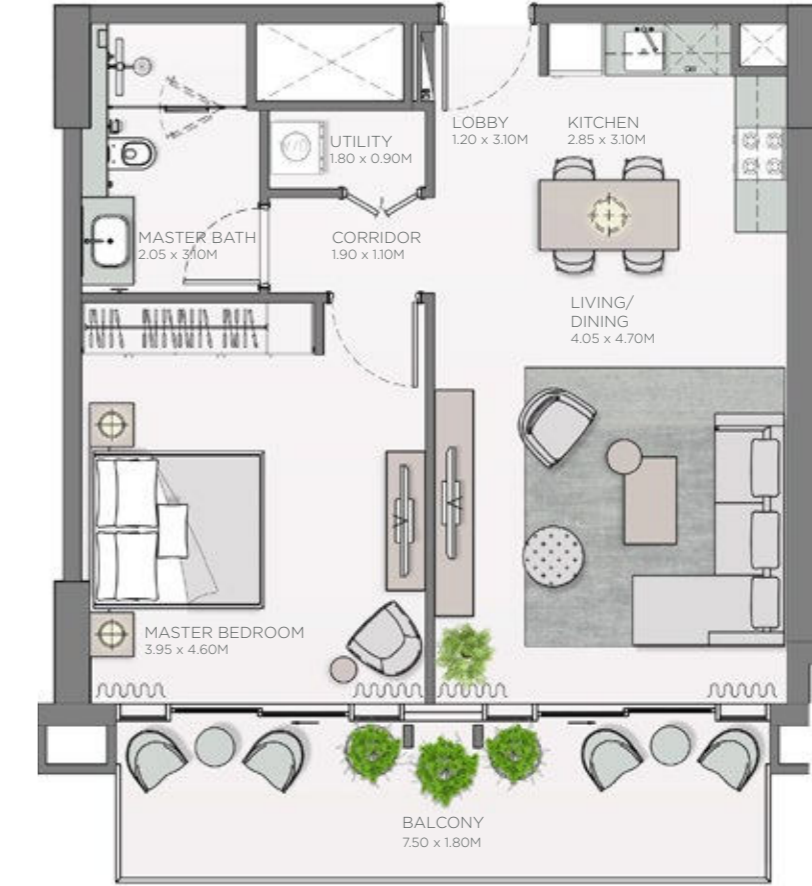 LOBBY
1.20 x 3.10M
KITCHEN
2.85 x 3.10M
UTILITY
1.80 x 0.90M
MASTER BATH
2.05 x 3.10M
CORRIDOR
1.90 x 1.10M
LIVING/
DINING
4.05 x 4.70M
MASTER BEDROOM
3.95 x 4.60M
BALCONY
7.50 x 1.80M